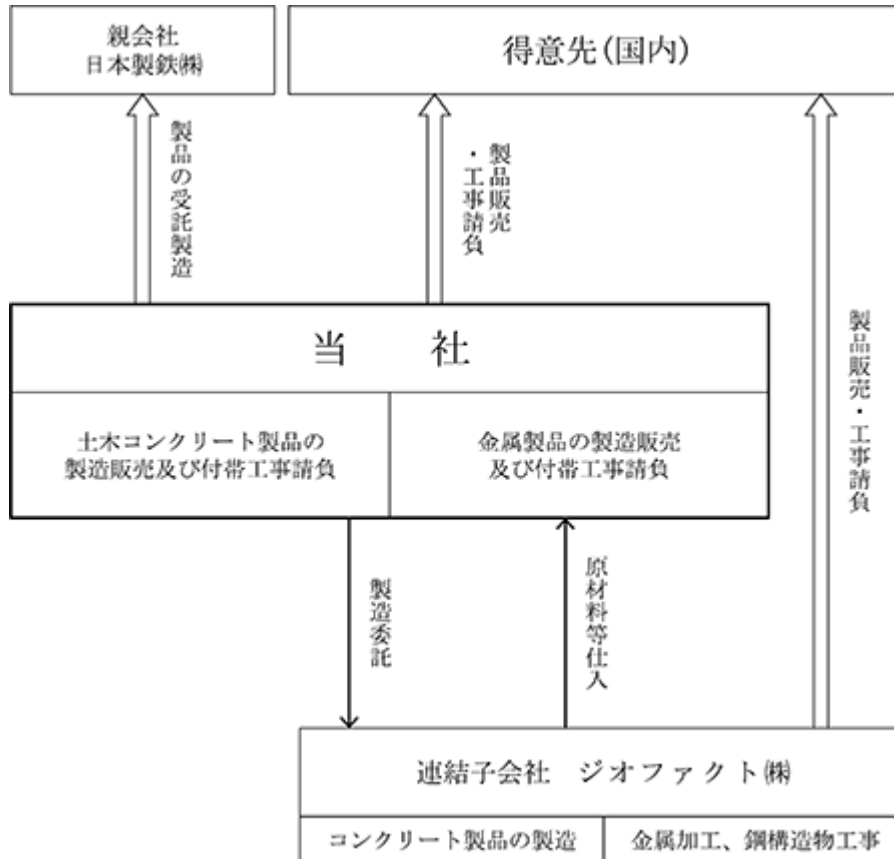 親会社
日本製鉄㈱
得意先(国内)
製品の受託製造
製品販売
・工事請負
製品販売・工事請負
当 社
土木コンクリート製品の
製造販売及び付帯工事請負
金属製品の製造販売
及び付帯工事請負
製造委託
原材料等仕入
連結子会社 ジオファクト㈱
コンクリート製品の製造
金属加工、鋼構造物工事